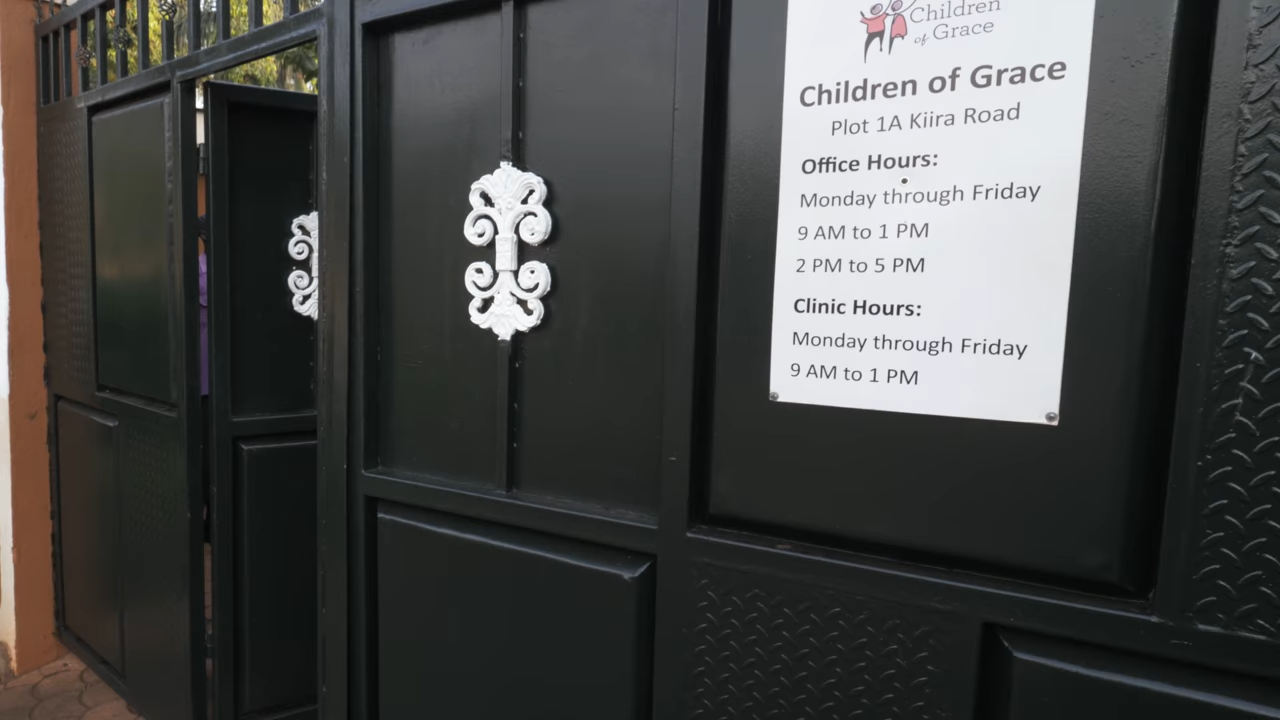 Children
of Grace
Children of Grace
Plot 1A Kiira Road
Office Hours:
Monday through Friday
9 AM to 1 PM
2 PM to 5 PM
Clinic Hours:
Monday through Friday
9 AM to 1 PM